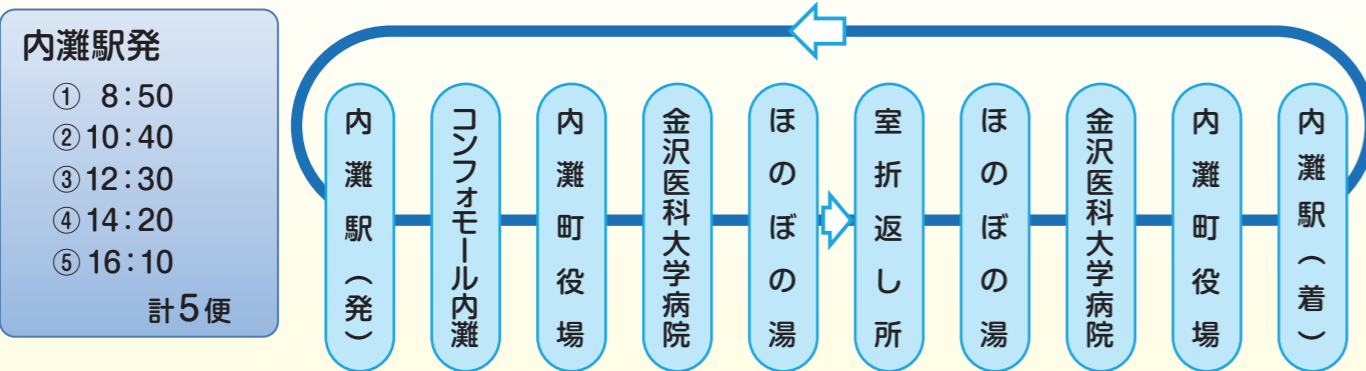 内灘駅発
① 8:50
②10:40
③12:30
④14:20
⑤16:10
計5便
内灘駅（発）
コンフォモール内灘
内灘町役場
金沢医科大学病院
ほのぼの湯
室折返し所
ほのぼの湯
金沢医科大学病院
内灘町役場
内灘駅（着）